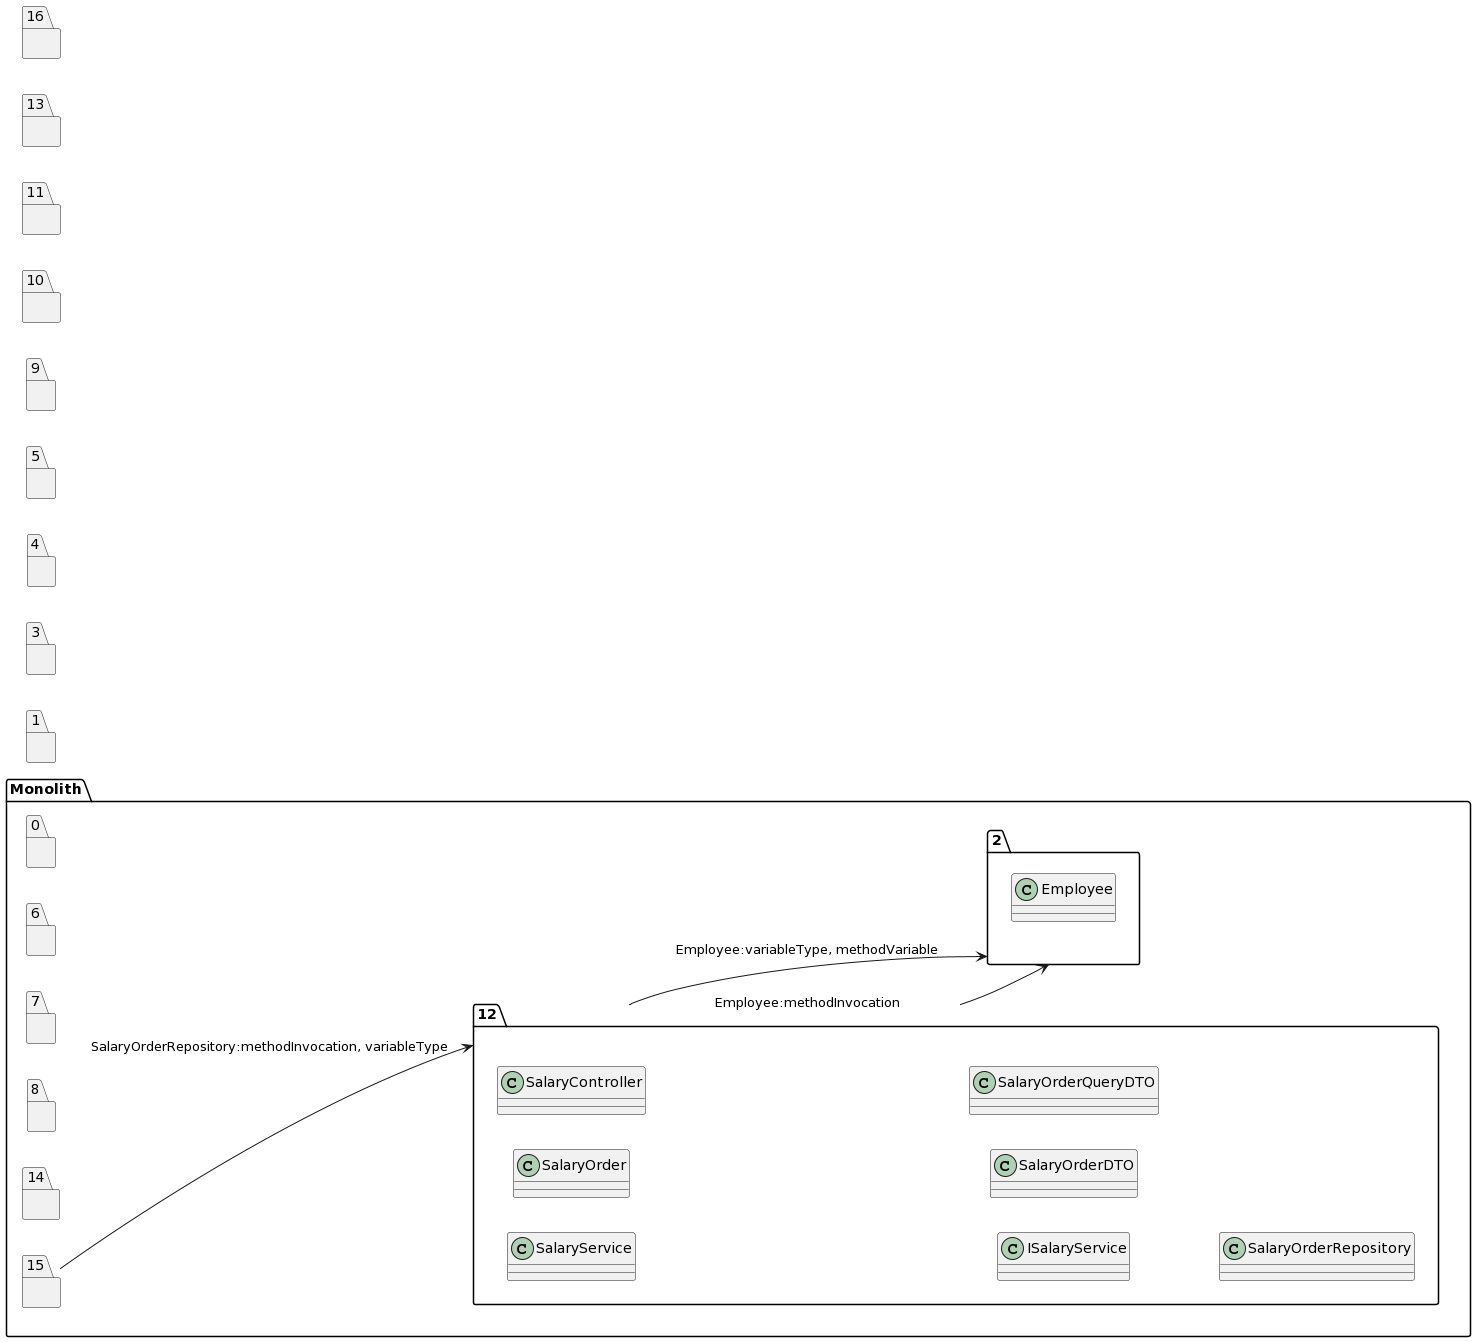 16
13
11
10
9
5
4
3
1
Monolith
0
2
C Employee
6
Employee:variableType, methodVariable
7
Employee:methodInvocation
12
SalaryOrderRepository:methodInvocation, variableType
8
C SalaryController
C SalaryOrderQueryDTO
14
C SalaryOrder
C SalaryOrderDTO
15
C SalaryService
C ISalaryService
C SalaryOrderRepository